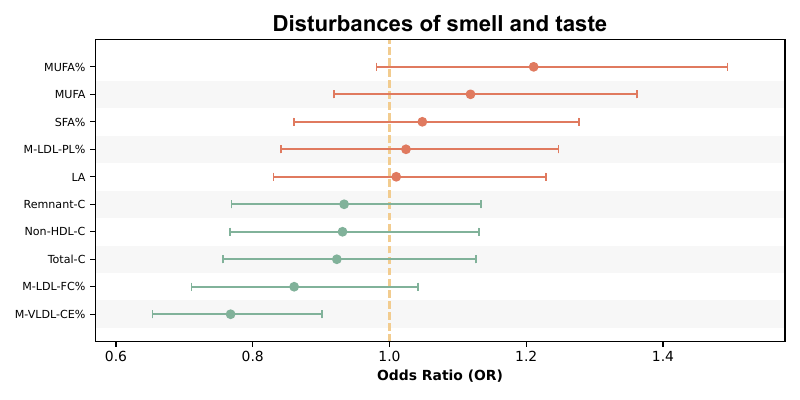 Disturbances of smell and taste
MUFA%
MUFA
SFA%
M-LDL-PL%
LA
Remnant-C
Non-HDL-C
Total-C
M-LDL-FC%
M-VLDL-CE%
0.6 0.8 1.0 1.2 1.4
Odds Ratio (OR)